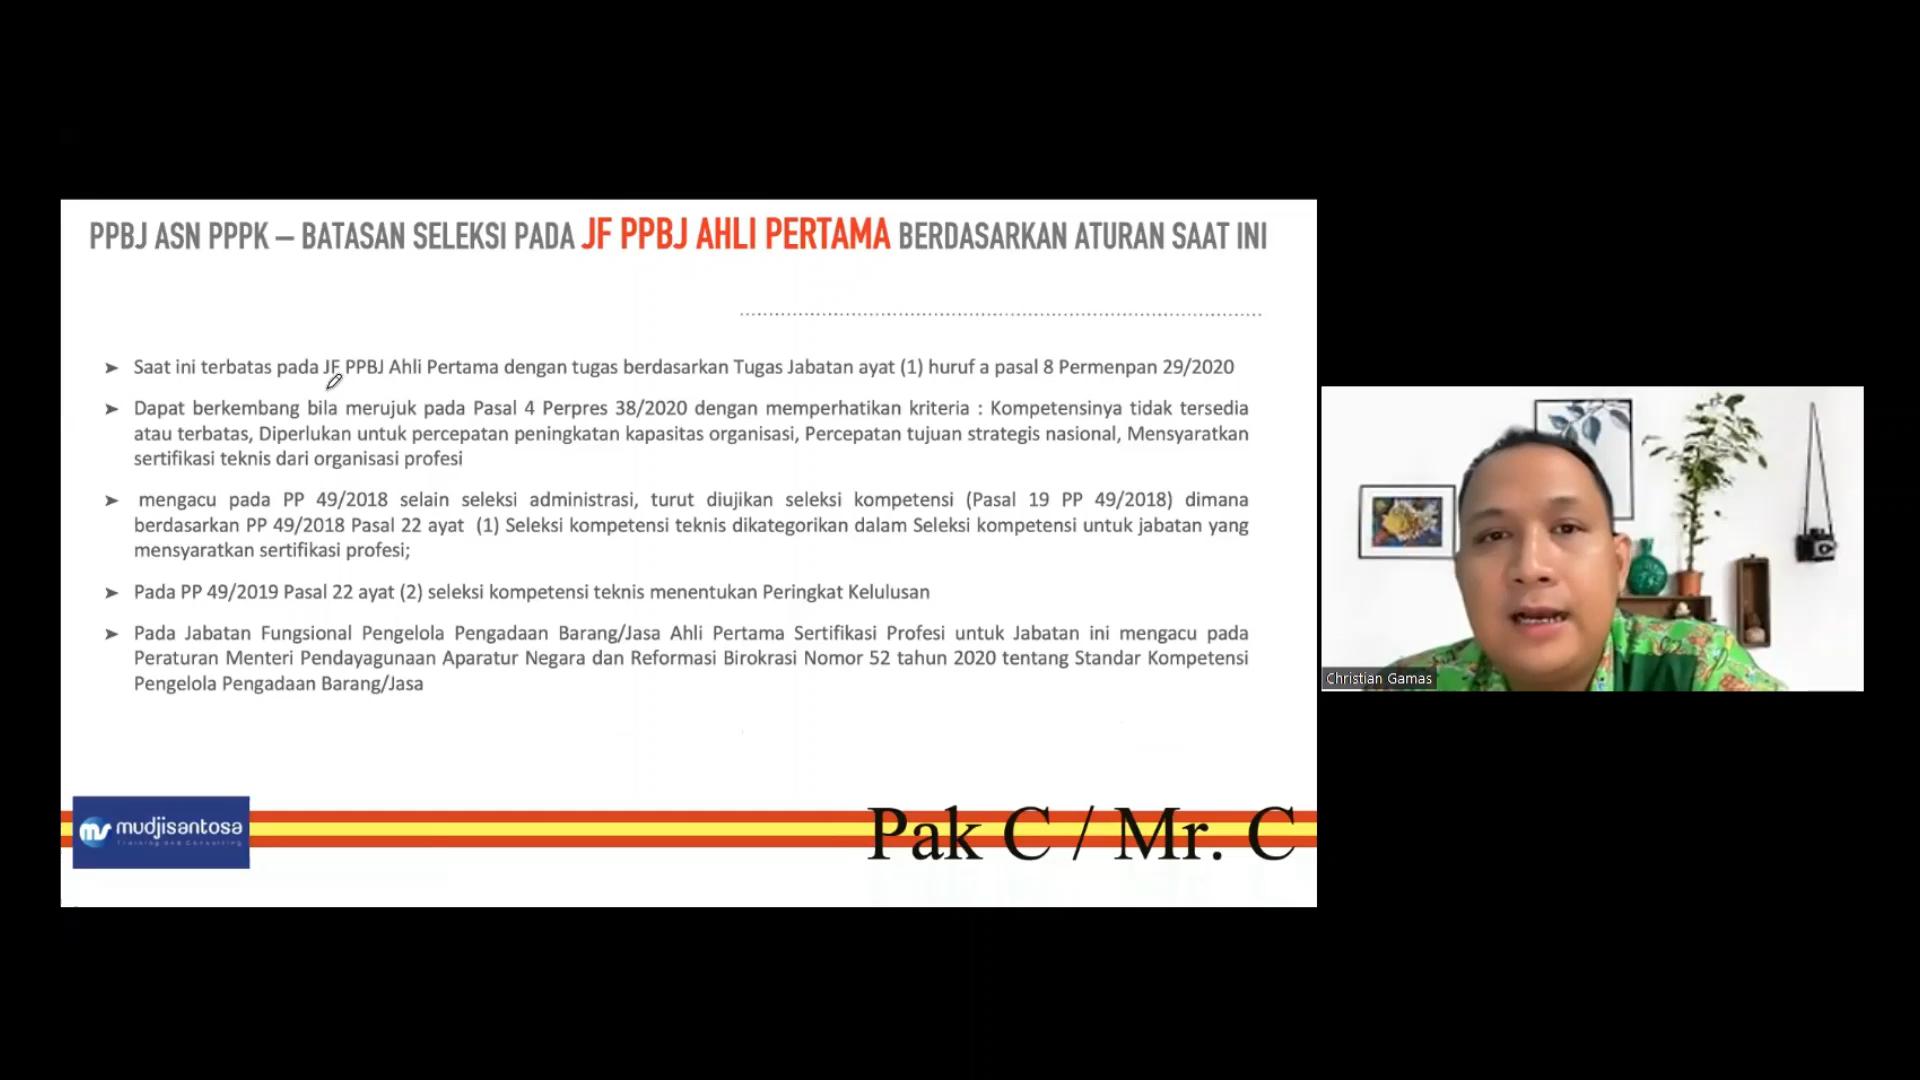 PPBJ ASN PPPK – BATASAN SELEKSI PADA JF PPBJ AHLI PERTAMA BERDASARKAN ATURAN SAAT INI
➤ Saat ini terbatas pada JF PPBJ Ahli Pertama dengan tugas berdasarkan Tugas Jabatan ayat (1) huruf a pasal 8 Permenpan 29/2020
➤ Dapat berkembang bila merujuk pada Pasal 4 Perpres 38/2020 dengan memperhatikan kriteria : Kompetensinya tidak tersedia
atau terbatas, Diperlukan untuk percepatan peningkatan kapasitas organisasi, Percepatan tujuan strategis nasional, Mensyaratkan
sertifikasi teknis dari organisasi profesi
➤ mengacu pada PP 49/2018 selain seleksi administrasi, turut diujikan seleksi kompetensi (Pasal 19 PP 49/2018) dimana
berdasarkan PP 49/2018 Pasal 22 ayat (1) Seleksi kompetensi teknis dikategorikan dalam Seleksi kompetensi untuk jabatan yang
mensyaratkan sertifikasi profesi;
➤ Pada PP 49/2019 Pasal 22 ayat (2) seleksi kompetensi teknis menentukan Peringkat Kelulusan
➤ Pada Jabatan Fungsional Pengelola Pengadaan Barang/Jasa Ahli Pertama Sertifikasi Profesi untuk Jabatan ini mengacu pada
Peraturan Menteri Pendayagunaan Aparatur Negara dan Reformasi Birokrasi Nomor 52 tahun 2020 tentang Standar Kompetensi
Pengelola Pengadaan Barang/Jasa
Christian Gamas
ms mudjisantosa
Training and Consulting
Pak C / Mr. C